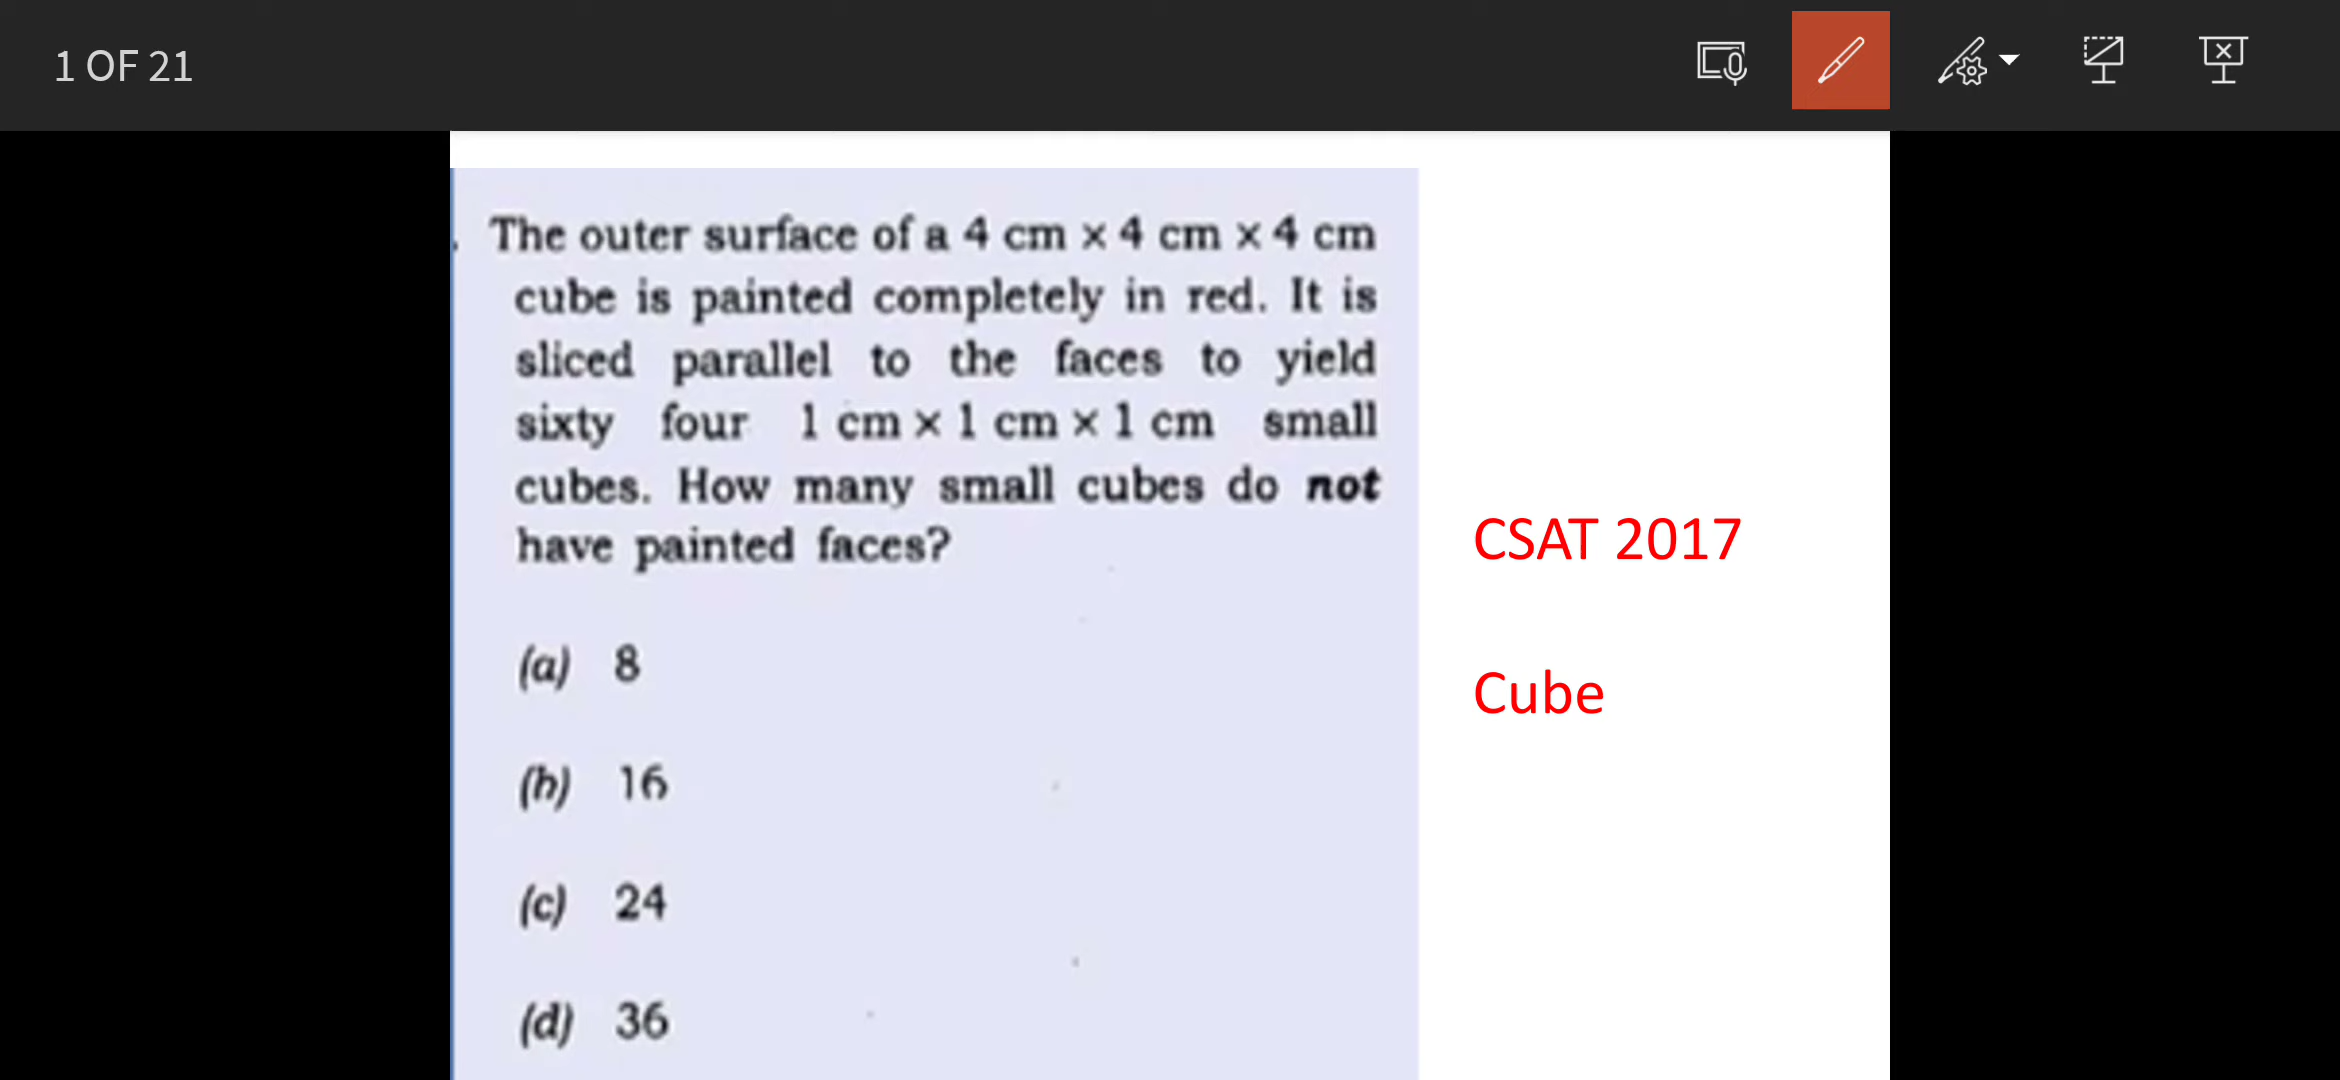 1 OF 21
The outer surface of a 4 cm × 4 cm × 4 cm
cube is painted completely in red. It is
sliced parallel to the faces to yield
sixty four 1 cm × 1 cm × 1 cm small
cubes. How many small cubes do not
have painted faces?
(a) 8
(b) 16
(c) 24
(d) 36
CSAT 2017
Cube